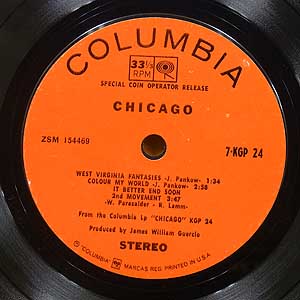 COLUMBIA
33⅓
RPM
SPECIAL COIN OPERATOR RELEASE
CHICAGO
ZSM 154469
7-KGP 24
WEST VIRGINIA FANTASIES -J. Pankow- 1:34
COLOUR MY WORLD -J. Pankow- 2:58
IT BETTER END SOON
2nd MOVEMENT 3:47
- W. Parazaider - R. Lamm-
From the Columbia Lp "CHICAGO" KGP 24
Produced by James William Guercio
STEREO
© "COLUMBIA", MARCAS REG. PRINTED IN U.S.A.